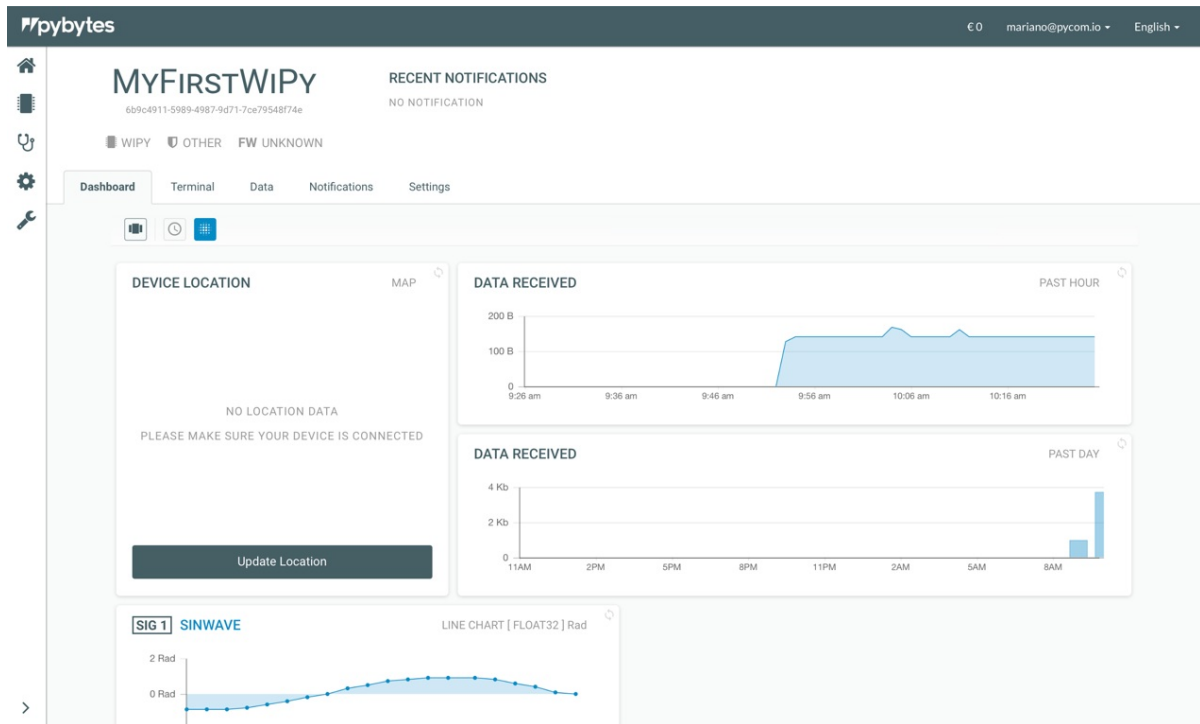 pybytes
€ 0 mariano@pycom.io English
MYFIRSTWIPY
6b9c4911-5989-4987-9d71-7ce79548f74e
RECENT NOTIFICATIONS
NO NOTIFICATION
WIPY OTHER FW UNKNOWN
Dashboard Terminal Data Notifications Settings
DEVICE LOCATION MAP
NO LOCATION DATA
PLEASE MAKE SURE YOUR DEVICE IS CONNECTED
Update Location
DATA RECEIVED PAST HOUR
200 B
100 B
0
9:26 am 9:36 am 9:46 am 9:56 am 10:06 am 10:16 am
DATA RECEIVED PAST DAY
4 Kb
2 Kb
0
11AM 2PM 5PM 8PM 11PM 2AM 5AM 8AM
SIG 1 SINWAVE LINE CHART [ FLOAT32 ] Rad
2 Rad
0 Rad